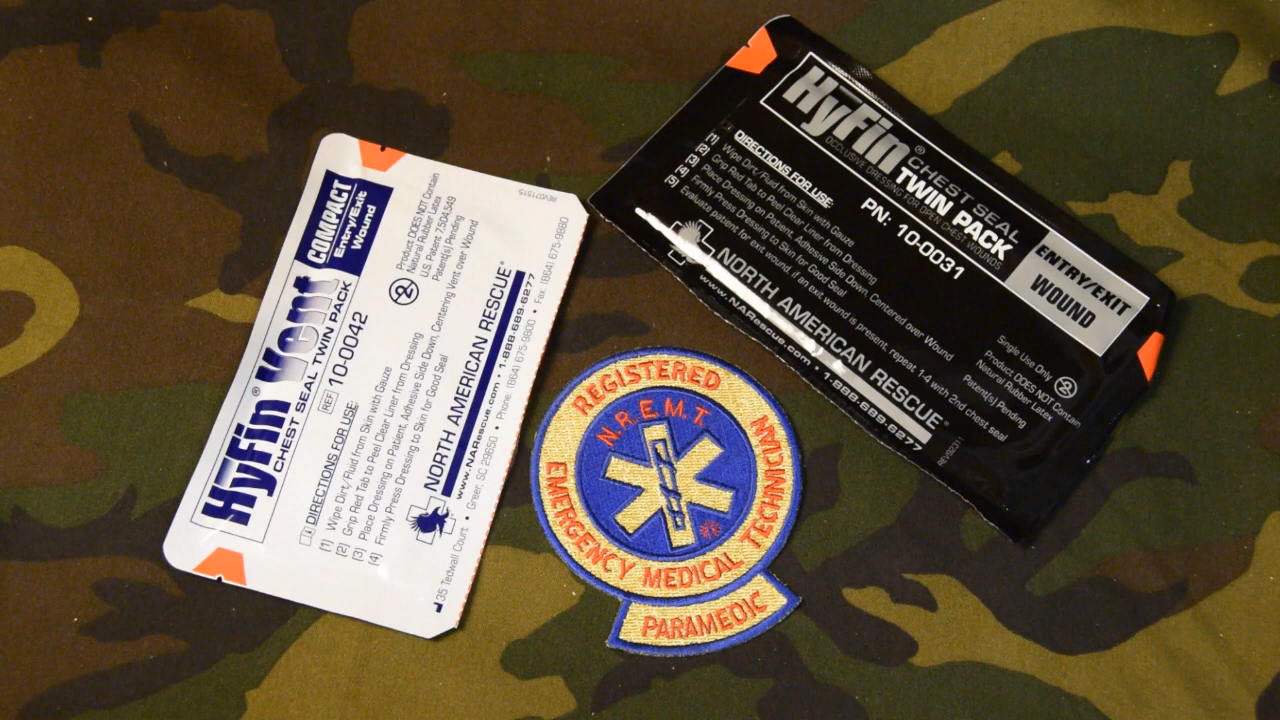 HyFin® Vent COMPACT
Entry/Exit
Wound
CHEST SEAL TWIN PACK
REF 10-0042
Product DOES NOT Contain
Natural Rubber Latex
U.S. Patent 7,504,549
Patent(s) Pending
2
DIRECTIONS FOR USE:
(1) Wipe Dirt/Fluid from Skin with Gauze
(2) Grip Red Tab to Peel Clear Liner from Dressing
(3) Place Dressing on Patient, Adhesive Side Down, Centering Vent over Wound
(4) Firmly Press Dressing to Skin for Good Seal
NORTH AMERICAN RESCUE®
www.NARescue.com • 1-888-689-6277
35 Tedwall Court • Greer, SC 29650 • Phone: (864) 675-9800 • Fax: (864) 675-9880
REV071515
HyFin® CHEST SEAL
TWIN PACK
OCCLUSIVE DRESSING FOR OPEN CHEST WOUNDS
ENTRY/EXIT
WOUND
PN: 10-0031
DIRECTIONS FOR USE:
(1) Wipe Dirt/Fluid from Skin with Gauze
(2) Grip Red Tab to Peel Clear Liner from Dressing
(3) Place Dressing on Patient, Adhesive Side Down, Centered over Wound
(4) Firmly Press Dressing to Skin for Good Seal
(5) Evaluate patient for exit wound, if an exit wound is present, repeat 1-4 with 2nd chest seal
Single Use Only 2
Product DOES NOT Contain
Natural Rubber Latex
Patent(s) Pending
NORTH AMERICAN RESCUE®
www.NARescue.com • 1-888-689-6277
REGISTERED
N.R.E.M.T.
EMERGENCY MEDICAL TECHNICIAN
PARAMEDIC